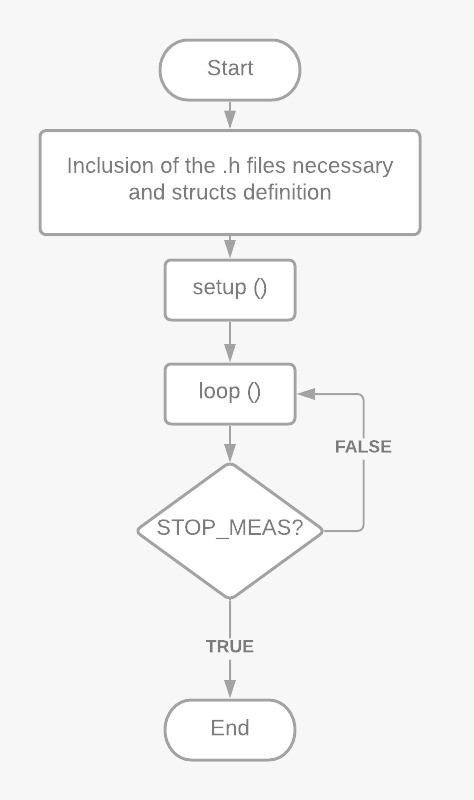 Start
Inclusion of the .h files necessary
and structs definition
setup ()
loop ()
FALSE
STOP_MEAS?
TRUE
End